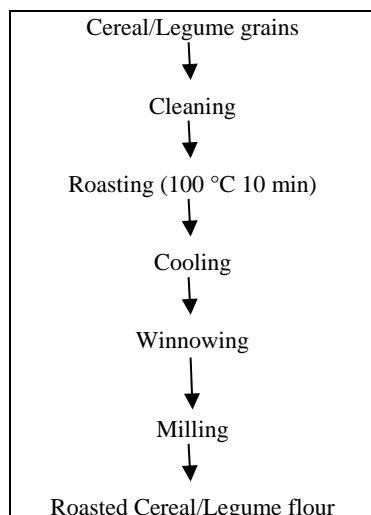 Cereal/Legume grains
Cleaning
Roasting (100 °C 10 min)
Cooling
Winnowing
Milling
Roasted Cereal/Legume flour